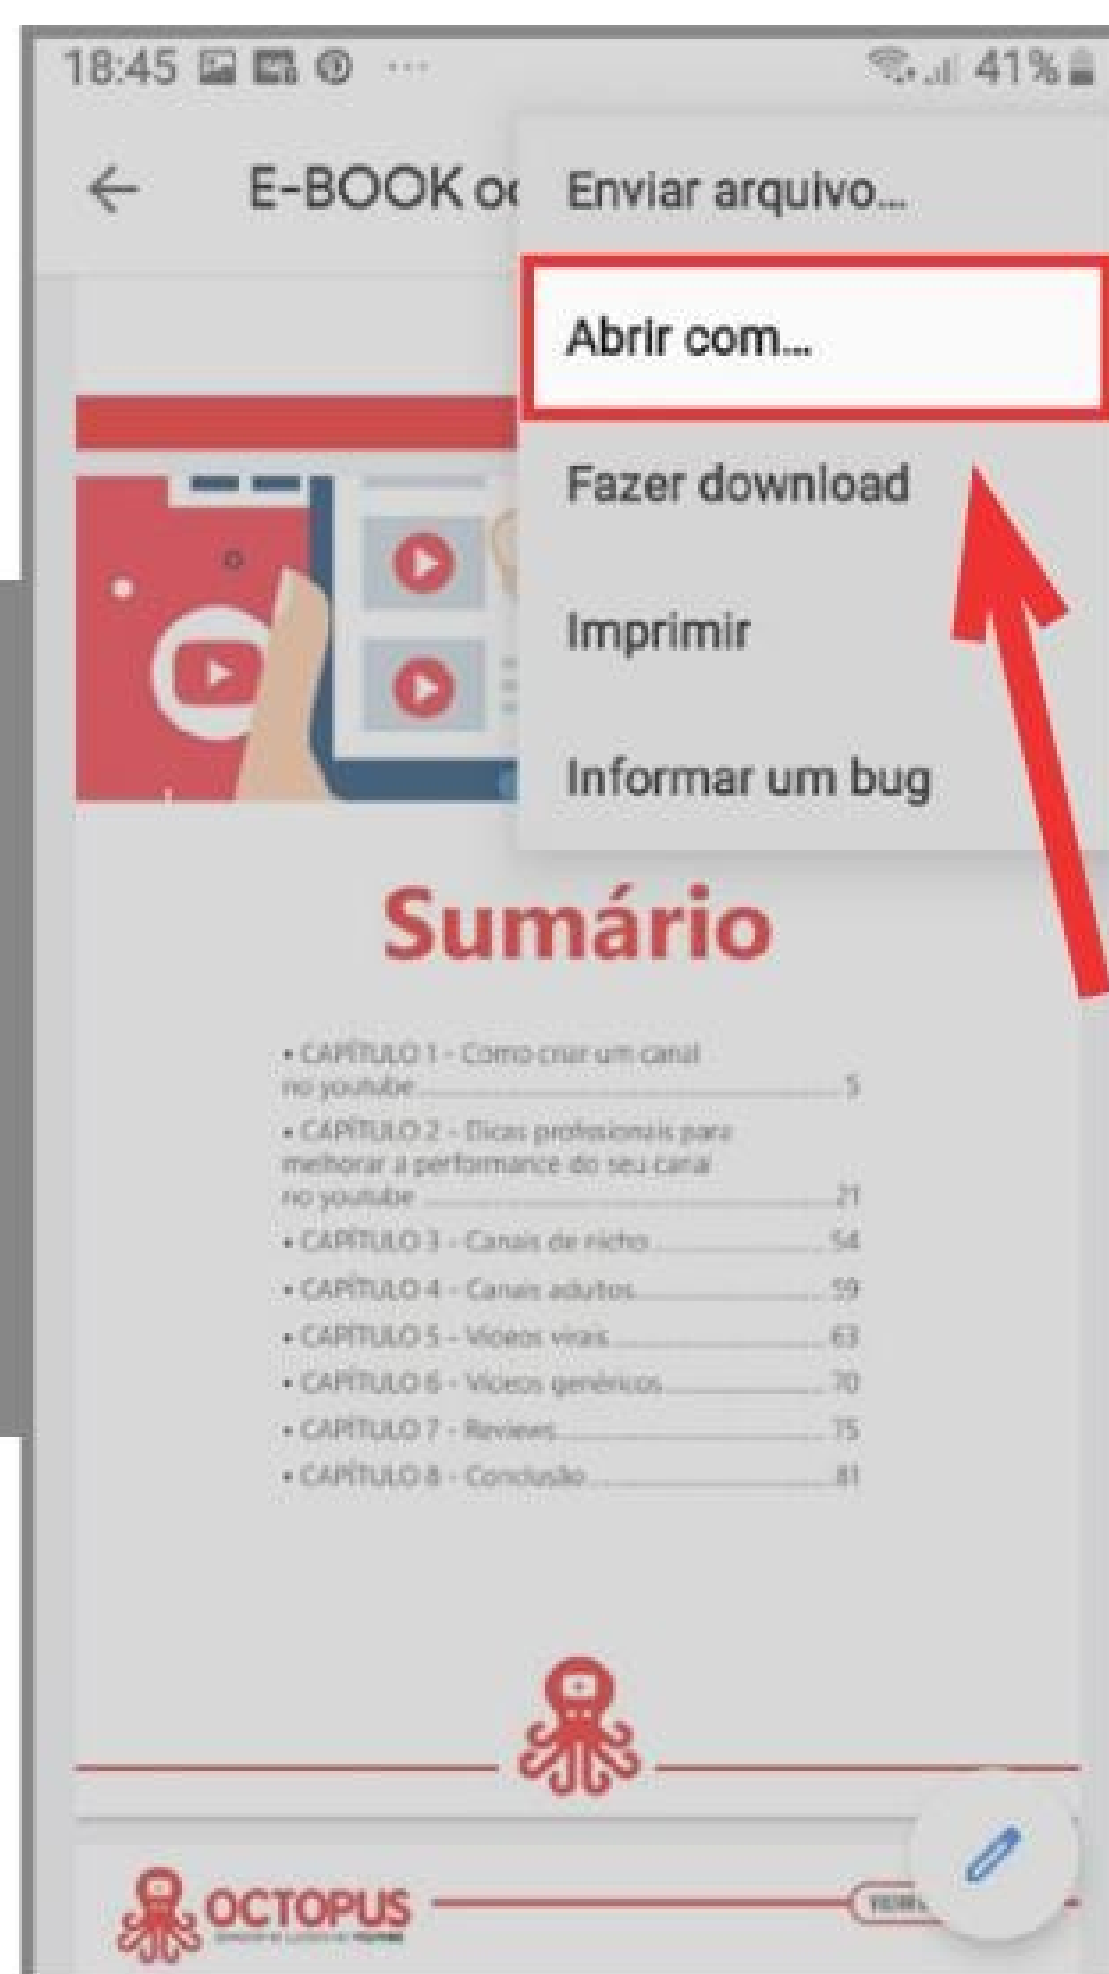 18:45
41%
E-BOOK oc
Enviar arquivo...
Abrir com...
Fazer download
Imprimir
Informar um bug
Sumário
• CAPÍTULO 1 - Como criar um canal
no youtube 5
• CAPÍTULO 2 - Dicas profissionais para
melhorar a performance do seu canal
no youtube 21
• CAPÍTULO 3 - Canais de nicho 54
• CAPÍTULO 4 - Canais adultos 59
• CAPÍTULO 5 - Vídeos virais 63
• CAPÍTULO 6 - Vídeos genéricos 70
• CAPÍTULO 7 - Reviews 75
• CAPÍTULO 8 - Conclusão 81
OCTOPUS